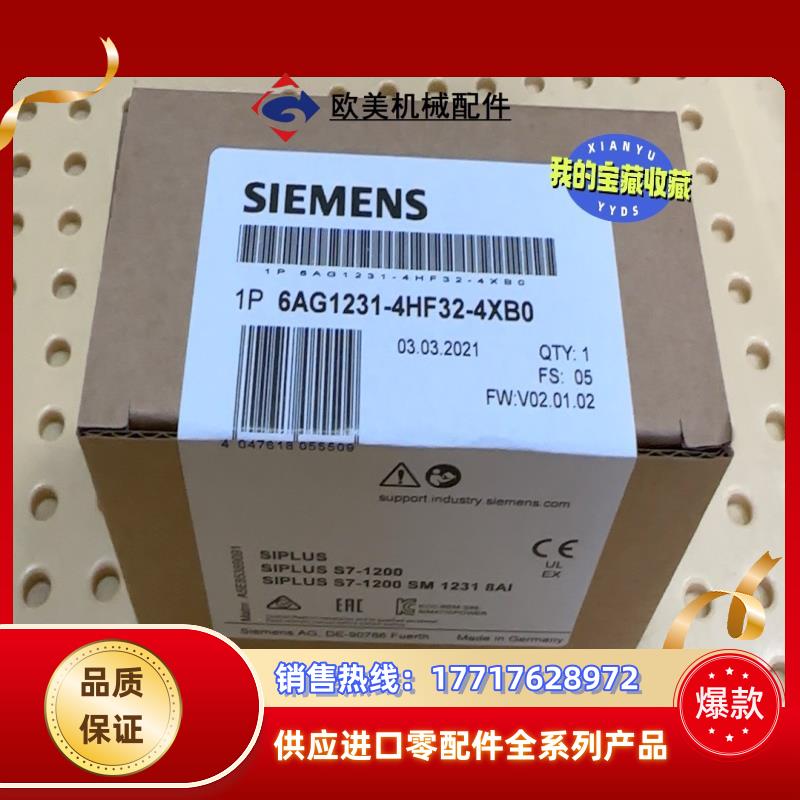 欧美机械配件
XIANYU
我的宝藏收藏
YYDS
SIEMENS
1P 6AG1231-4HF32-4XB0
1P 6AG1231-4HF32-4XB0
03.03.2021
QTY: 1
FS: 05
FW:V02.01.02
4 047618 055509
support.industry.siemens.com
SIPLUS
SIPLUS S7-1200
SIPLUS S7-1200 SM 1231 8AI
CE
UL
EX
EAC
Siemens AG, DE-90766 Fuerth
Made in Germany
品质
保证
销售热线：17717628972
供应进口零配件全系列产品
爆款